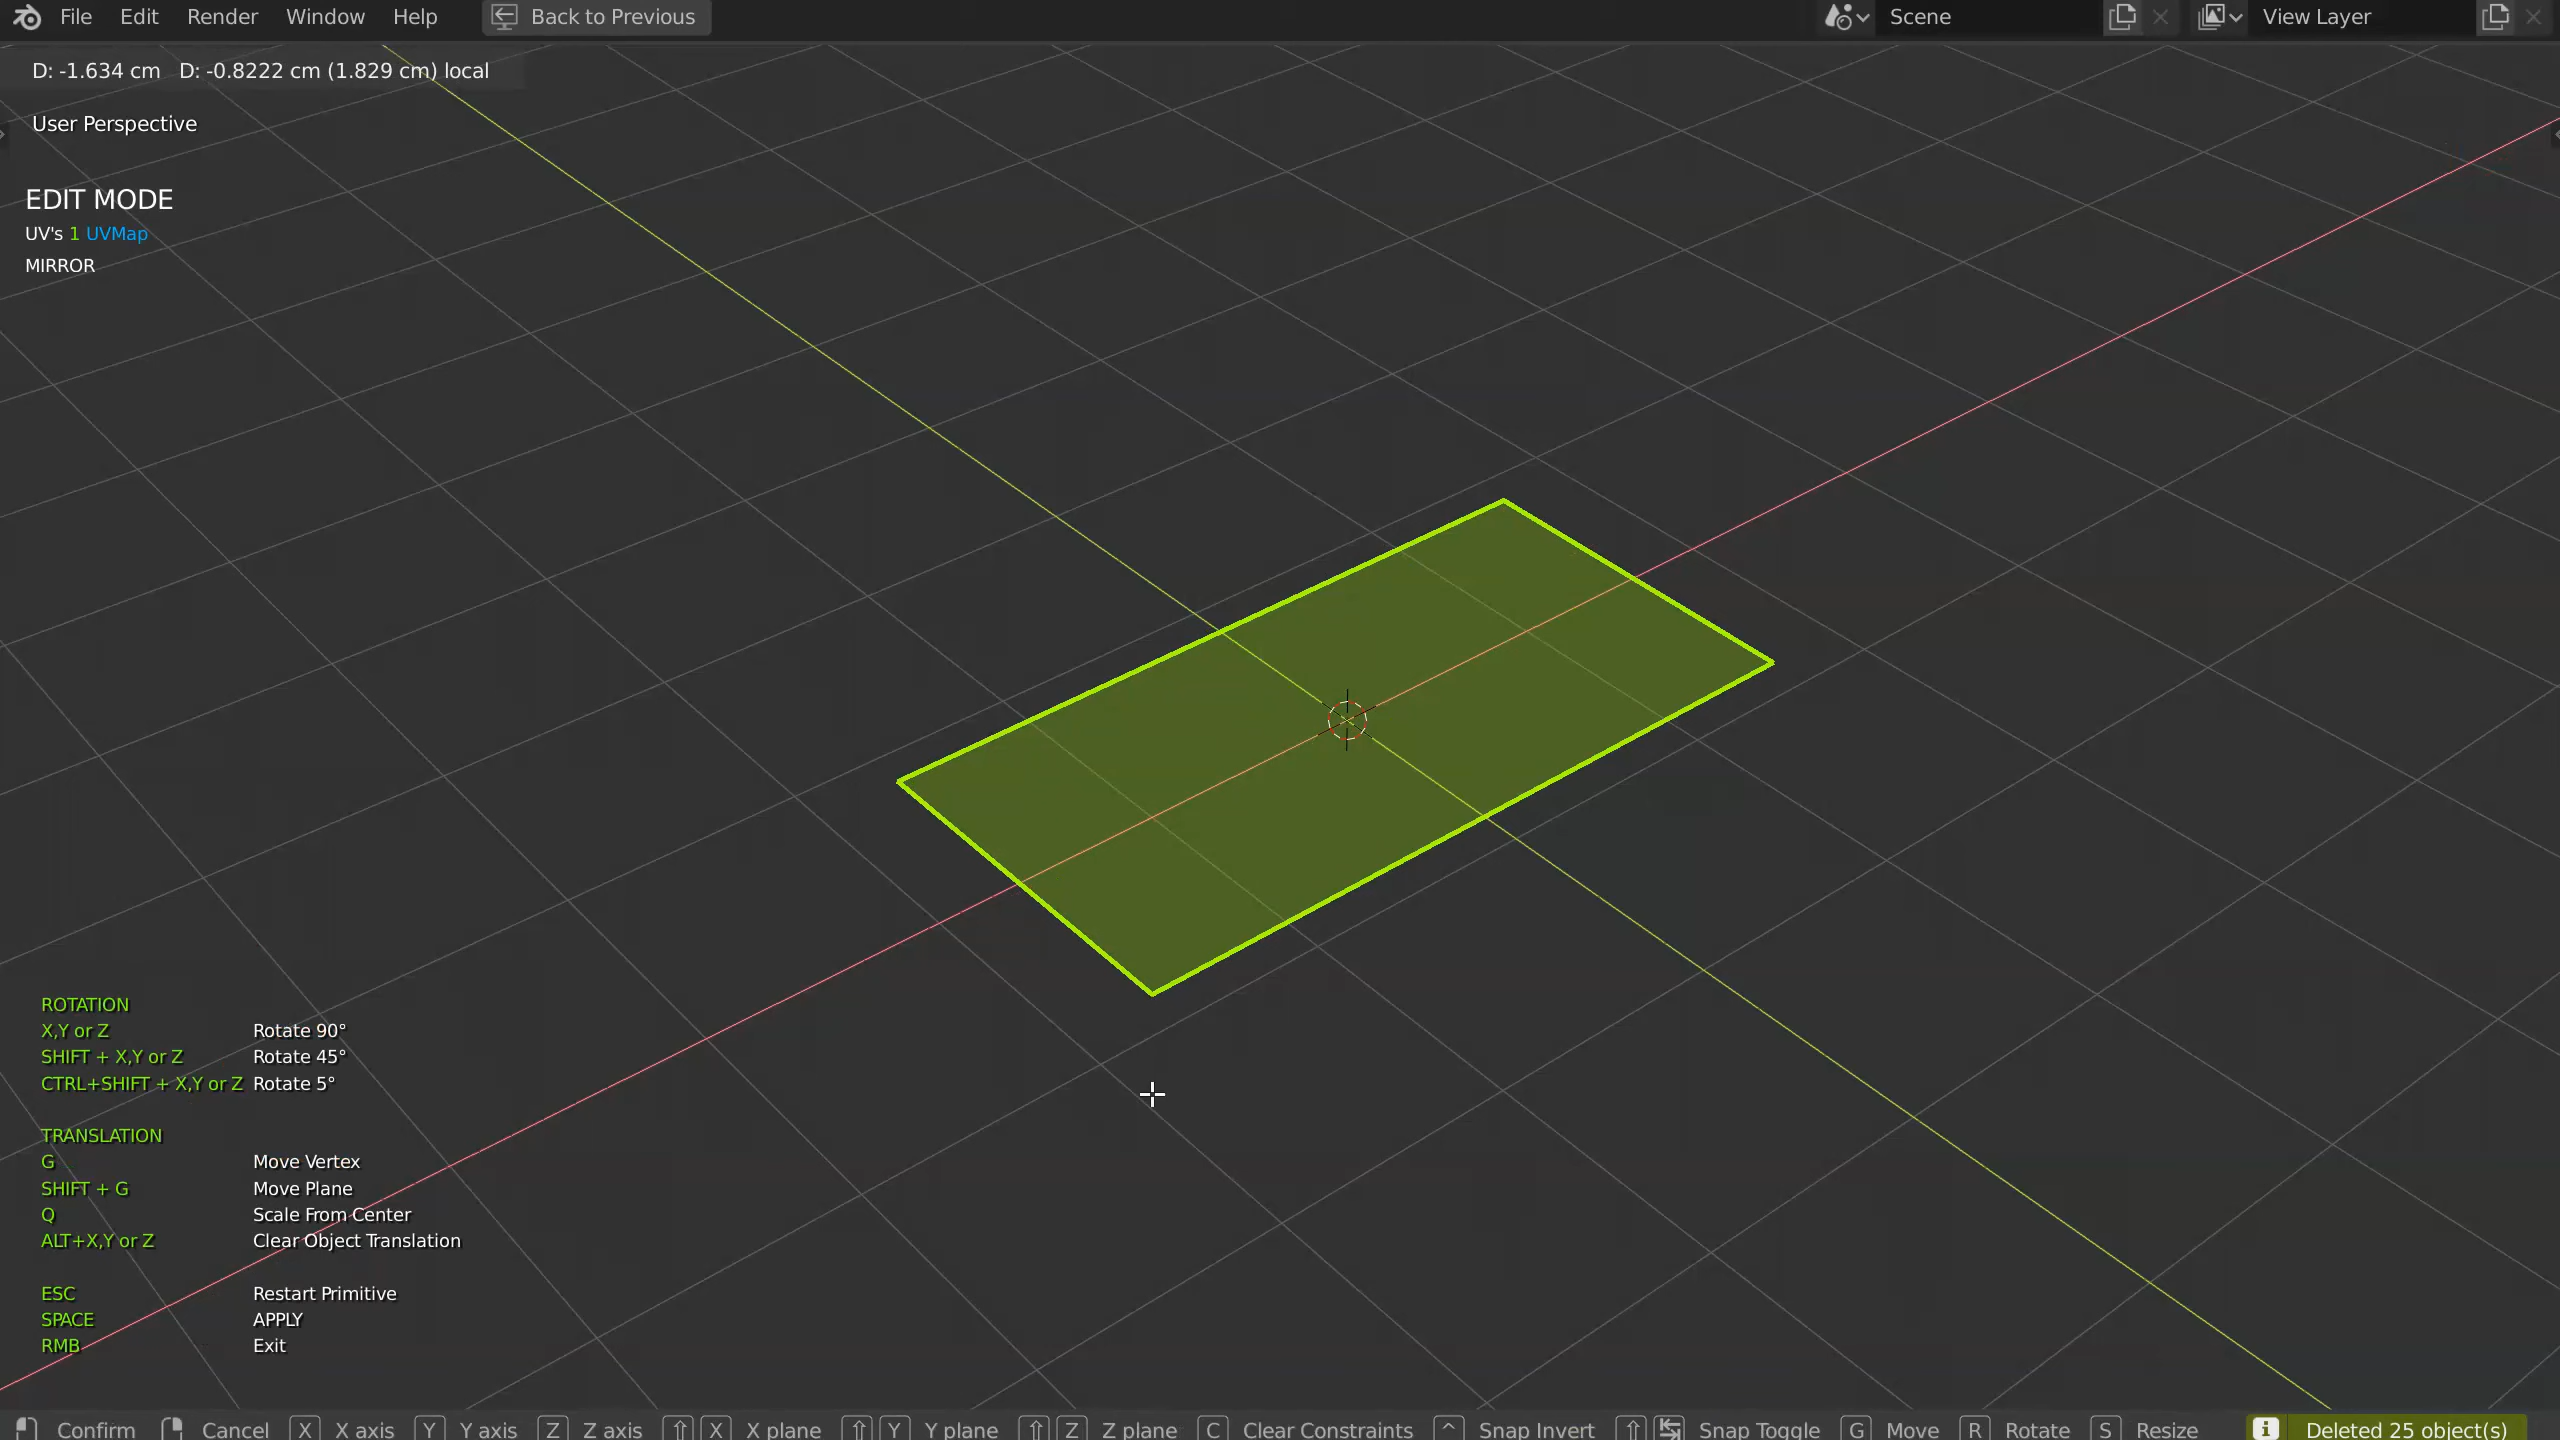 File Edit Render Window Help Back to Previous Scene View Layer
D: -1.634 cm D: -0.8222 cm (1.829 cm) local
User Perspective
EDIT MODE
UV's 1 UVMap
MIRROR
ROTATION
X,Y or Z Rotate 90°
SHIFT + X,Y or Z Rotate 45°
CTRL+SHIFT + X,Y or Z Rotate 5°
TRANSLATION
G Move Vertex
SHIFT + G Move Plane
Q Scale From Center
ALT+X,Y or Z Clear Object Translation
ESC Restart Primitive
SPACE APPLY
RMB Exit
Confirm Cancel X X axis Y Y axis Z Z axis X X plane Y Y plane Z Z plane C Clear Constraints ^ Snap Invert Snap Toggle G Move R Rotate S Resize Deleted 25 object(s)